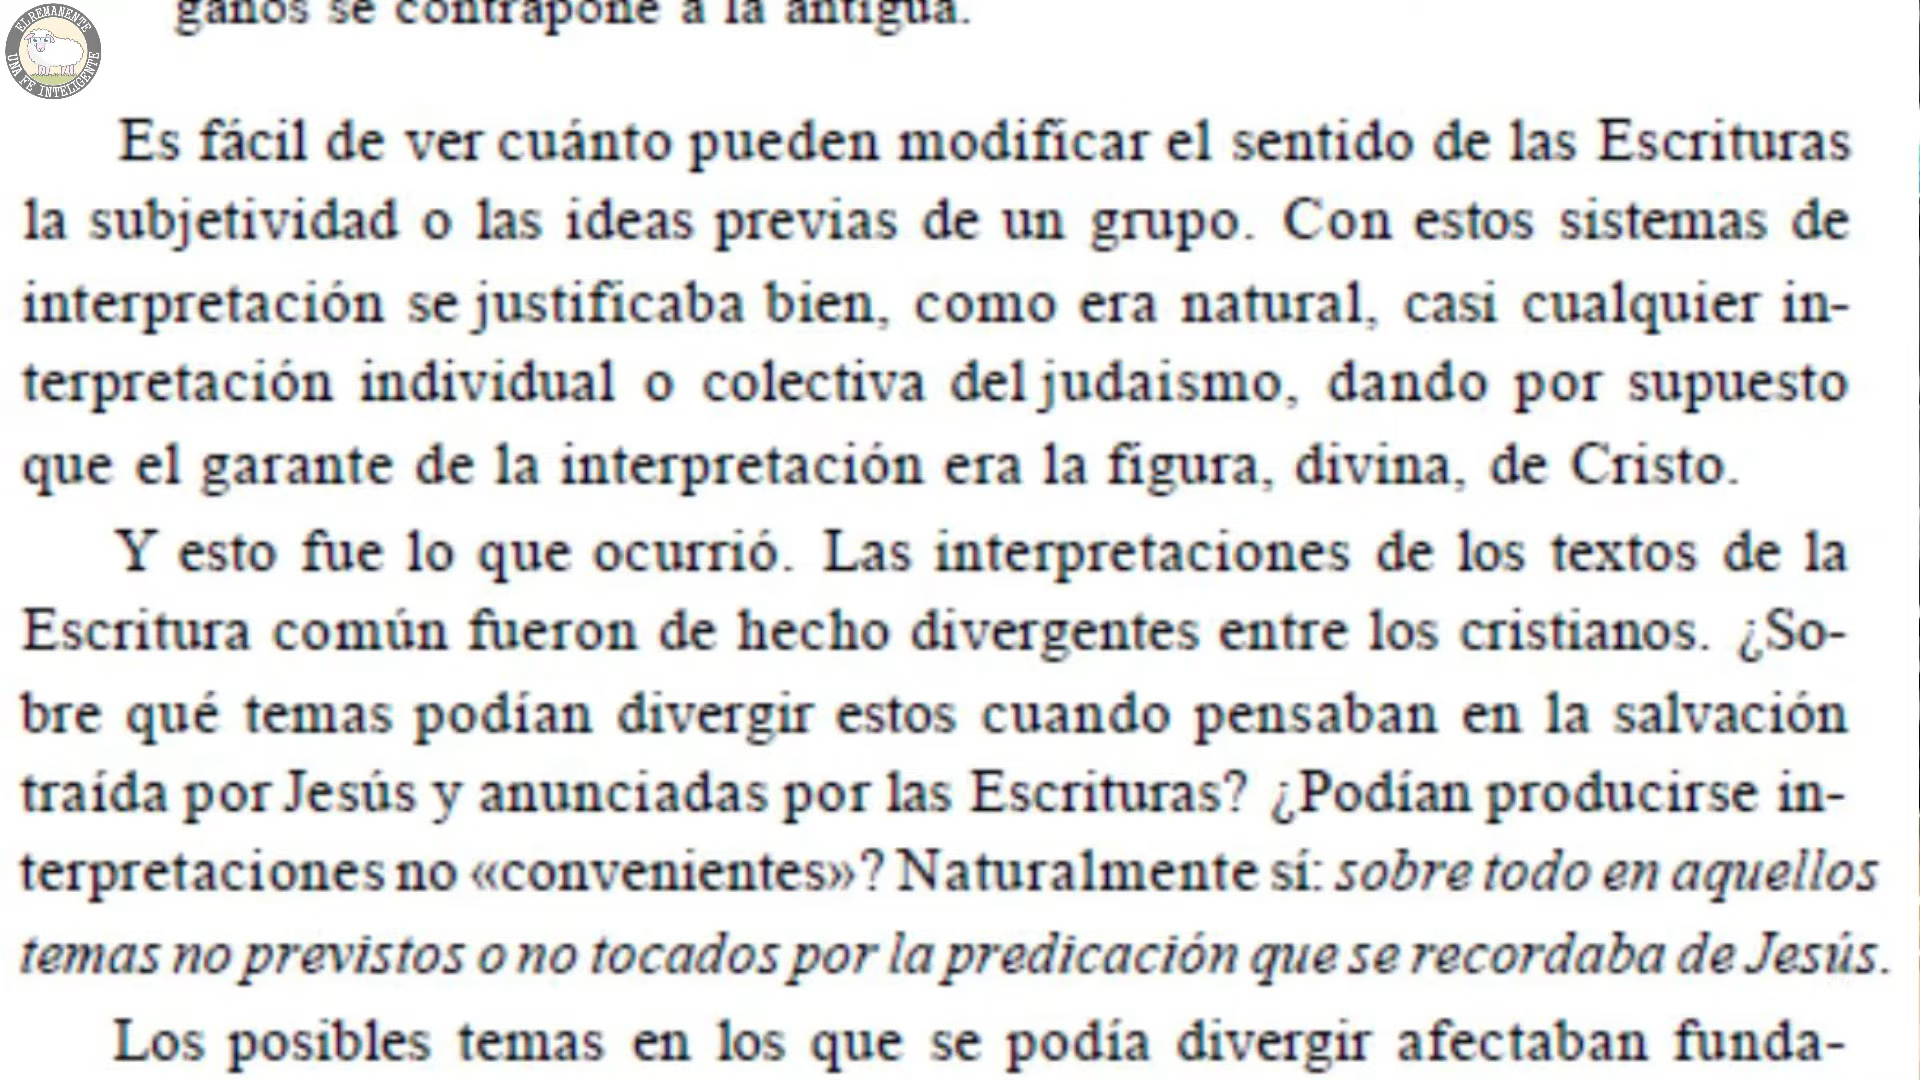 ELREMANENTE
UNA FE INTELIGENTE
ganos se contrapone a la antigua.
Es fácil de ver cuánto pueden modificar el sentido de las Escrituras
la subjetividad o las ideas previas de un grupo. Con estos sistemas de
interpretación se justificaba bien, como era natural, casi cualquier in-
terpretación individual o colectiva del judaismo, dando por supuesto
que el garante de la interpretación era la figura, divina, de Cristo.
Y esto fue lo que ocurrió. Las interpretaciones de los textos de la
Escritura común fueron de hecho divergentes entre los cristianos. ¿So-
bre qué temas podían divergir estos cuando pensaban en la salvación
traída por Jesús y anunciadas por las Escrituras? ¿Podían producirse in-
terpretaciones no «convenientes»? Naturalmente sí: sobre todo en aquellos
temas no previstos o no tocados por la predicación que se recordaba de Jesús.
Los posibles temas en los que se podía divergir afectaban funda-